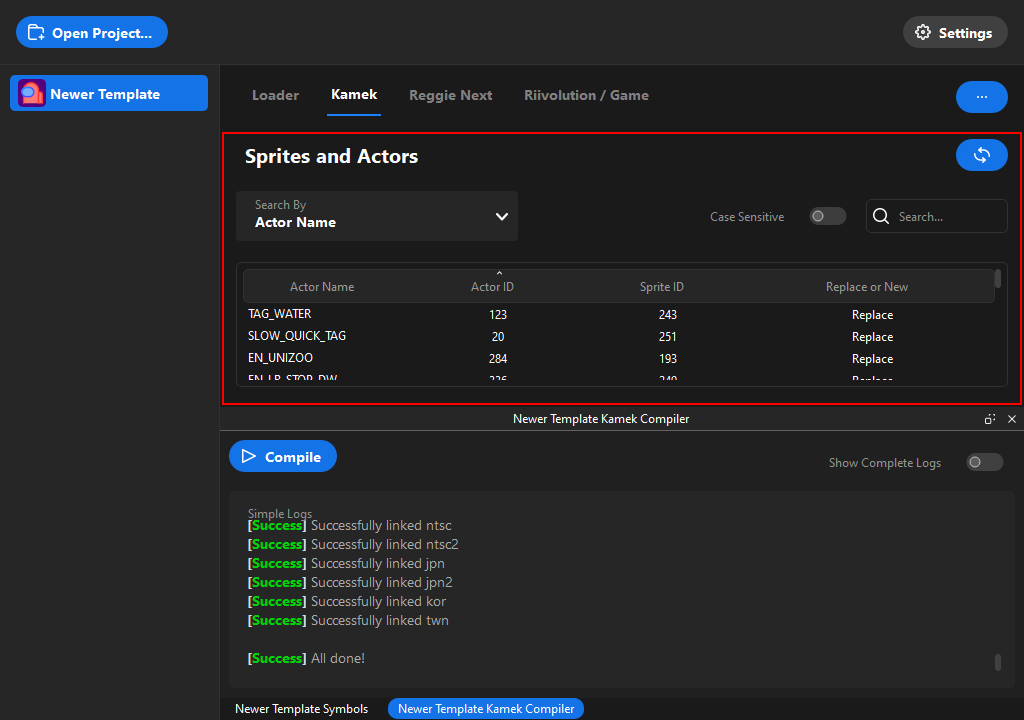 Open Project...
Settings
Newer Template
Loader Kamek Reggie Next Riivolution / Game
...
Sprites and Actors
Search By
Actor Name
Case Sensitive
Search...
Actor Name Actor ID Sprite ID Replace or New
TAG_WATER 123 243 Replace
SLOW_QUICK_TAG 20 251 Replace
EN_UNIZOO 284 193 Replace
EN_LR_STOP_DW 336 240 Replace
Newer Template Kamek Compiler
Compile
Show Complete Logs
Simple Logs
[Success] Successfully linked ntsc
[Success] Successfully linked ntsc2
[Success] Successfully linked jpn
[Success] Successfully linked jpn2
[Success] Successfully linked kor
[Success] Successfully linked twn
[Success] All done!
Newer Template Symbols Newer Template Kamek Compiler